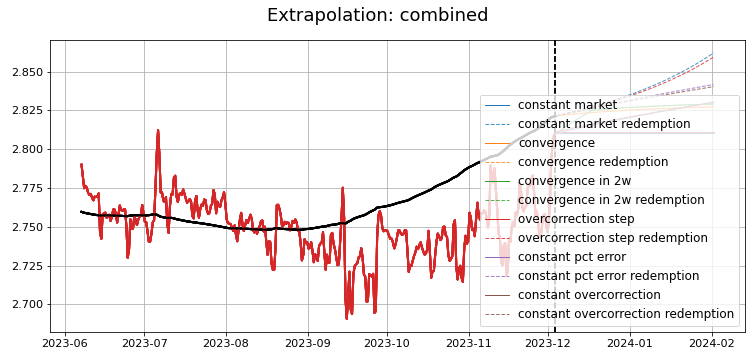 Extrapolation: combined
2.850
2.825
2.800
2.775
2.750
2.725
2.700
constant market
constant market redemption
convergence
convergence redemption
convergence in 2w
convergence in 2w redemption
overcorrection step
overcorrection step redemption
constant pct error
constant pct error redemption
constant overcorrection
constant overcorrection redemption
2023-06 2023-07 2023-08 2023-09 2023-10 2023-11 2023-12 2024-01 2024-02